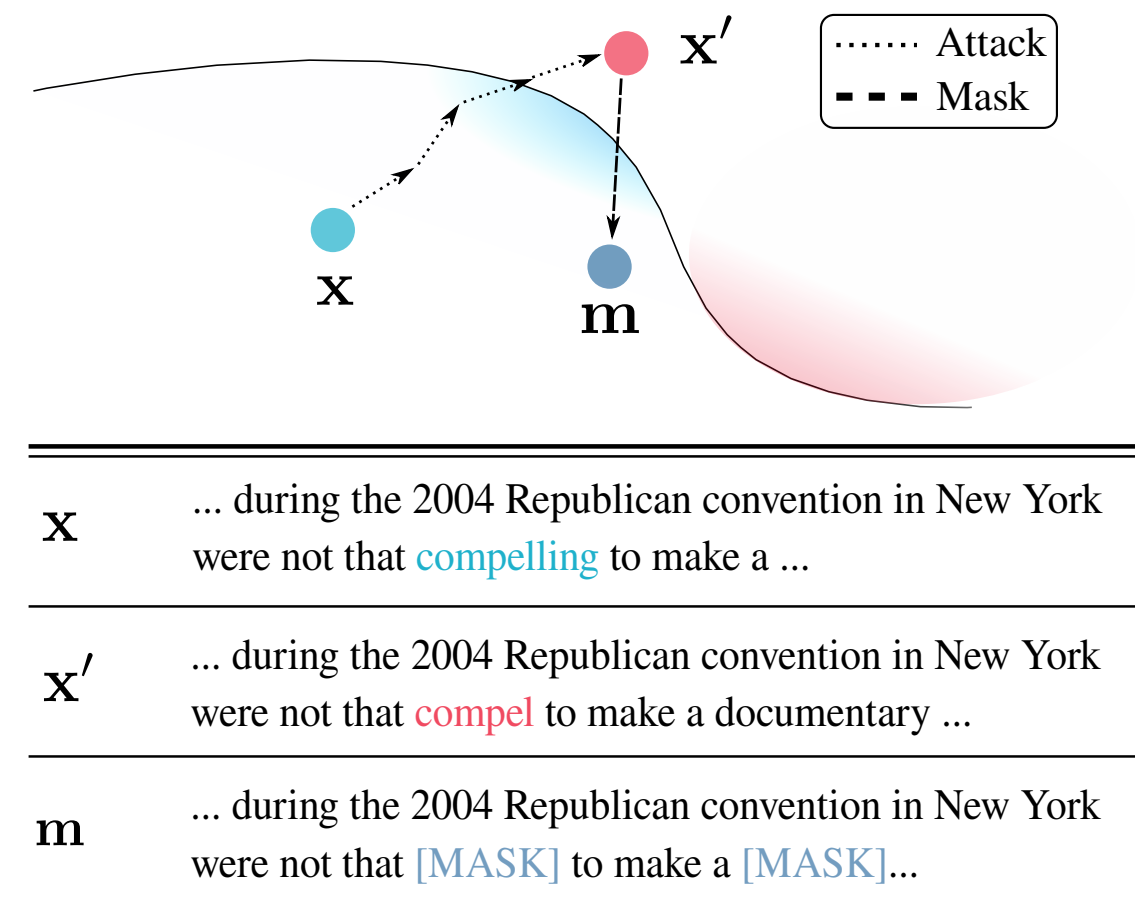 x′
Attack
Mask
x
m
x
... during the 2004 Republican convention in New York
were not that compelling to make a ...
x′
... during the 2004 Republican convention in New York
were not that compel to make a documentary ...
m
... during the 2004 Republican convention in New York
were not that [MASK] to make a [MASK]...